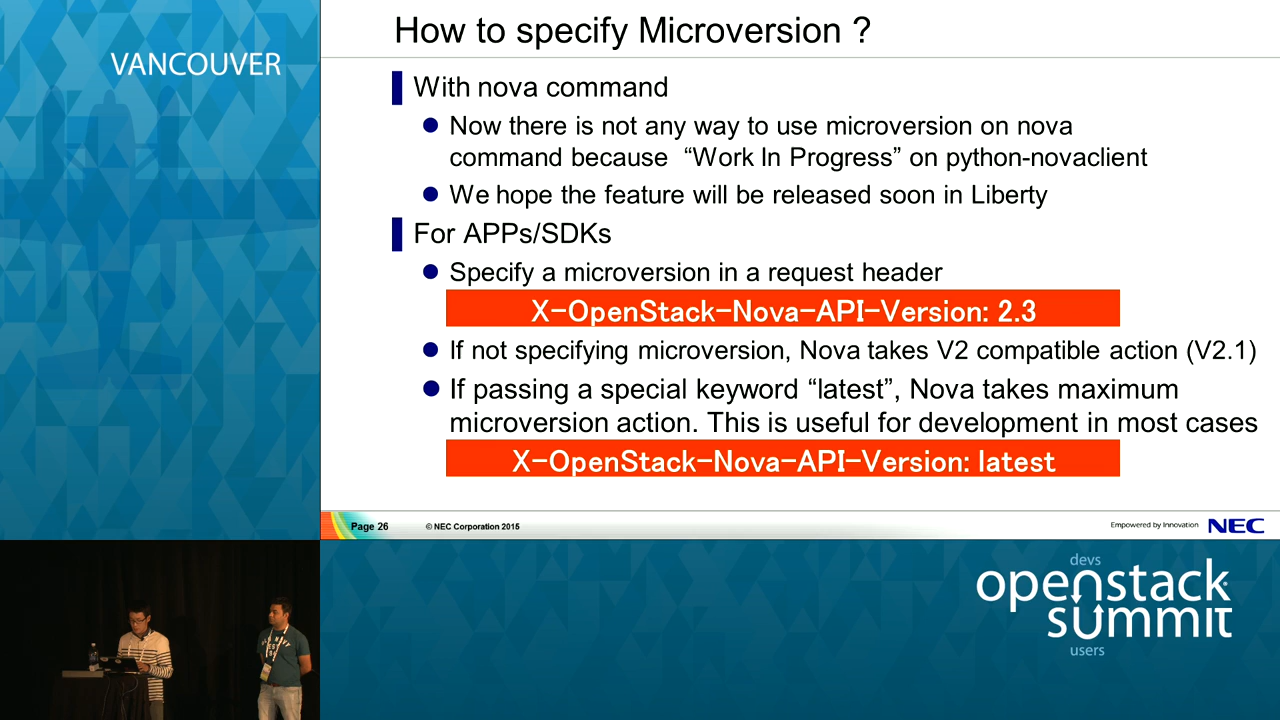 VANCOUVER
How to specify Microversion ?
With nova command
Now there is not any way to use microversion on nova
command because “Work In Progress” on python-novaclient
We hope the feature will be released soon in Liberty
For APPs/SDKs
Specify a microversion in a request header
X-OpenStack-Nova-API-Version: 2.3
If not specifying microversion, Nova takes V2 compatible action (V2.1)
If passing a special keyword “latest”, Nova takes maximum
microversion action. This is useful for development in most cases
X-OpenStack-Nova-API-Version: latest
Page 26
© NEC Corporation 2015
Empowered by Innovation
NEC
devs
openstack
summit
users